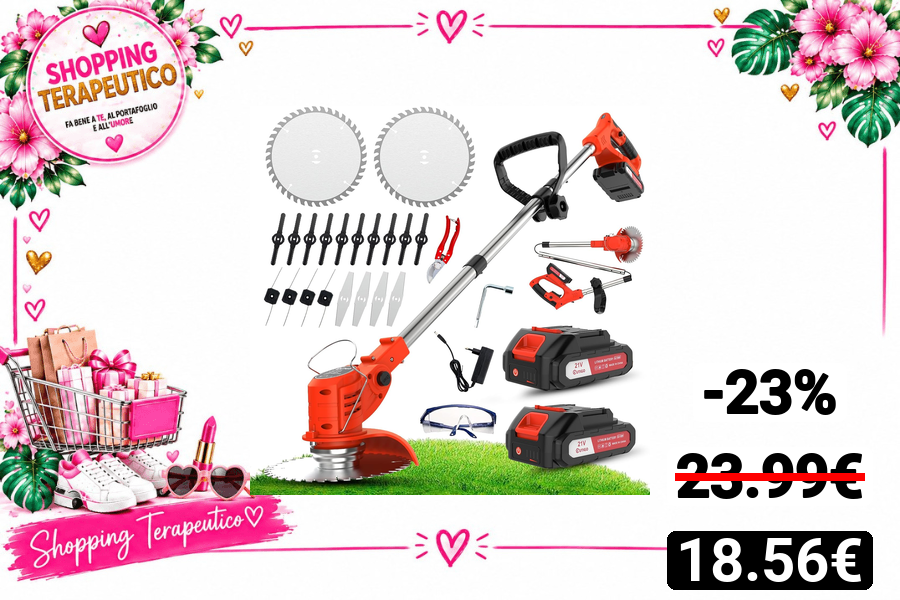 SHOPPING
TERAPEUTICO
FA BENE A TE, AL PORTAFOGLIO
E ALL'UMORE
21V
21V
-23%
23.99€
18.56€
Shopping Terapeutico